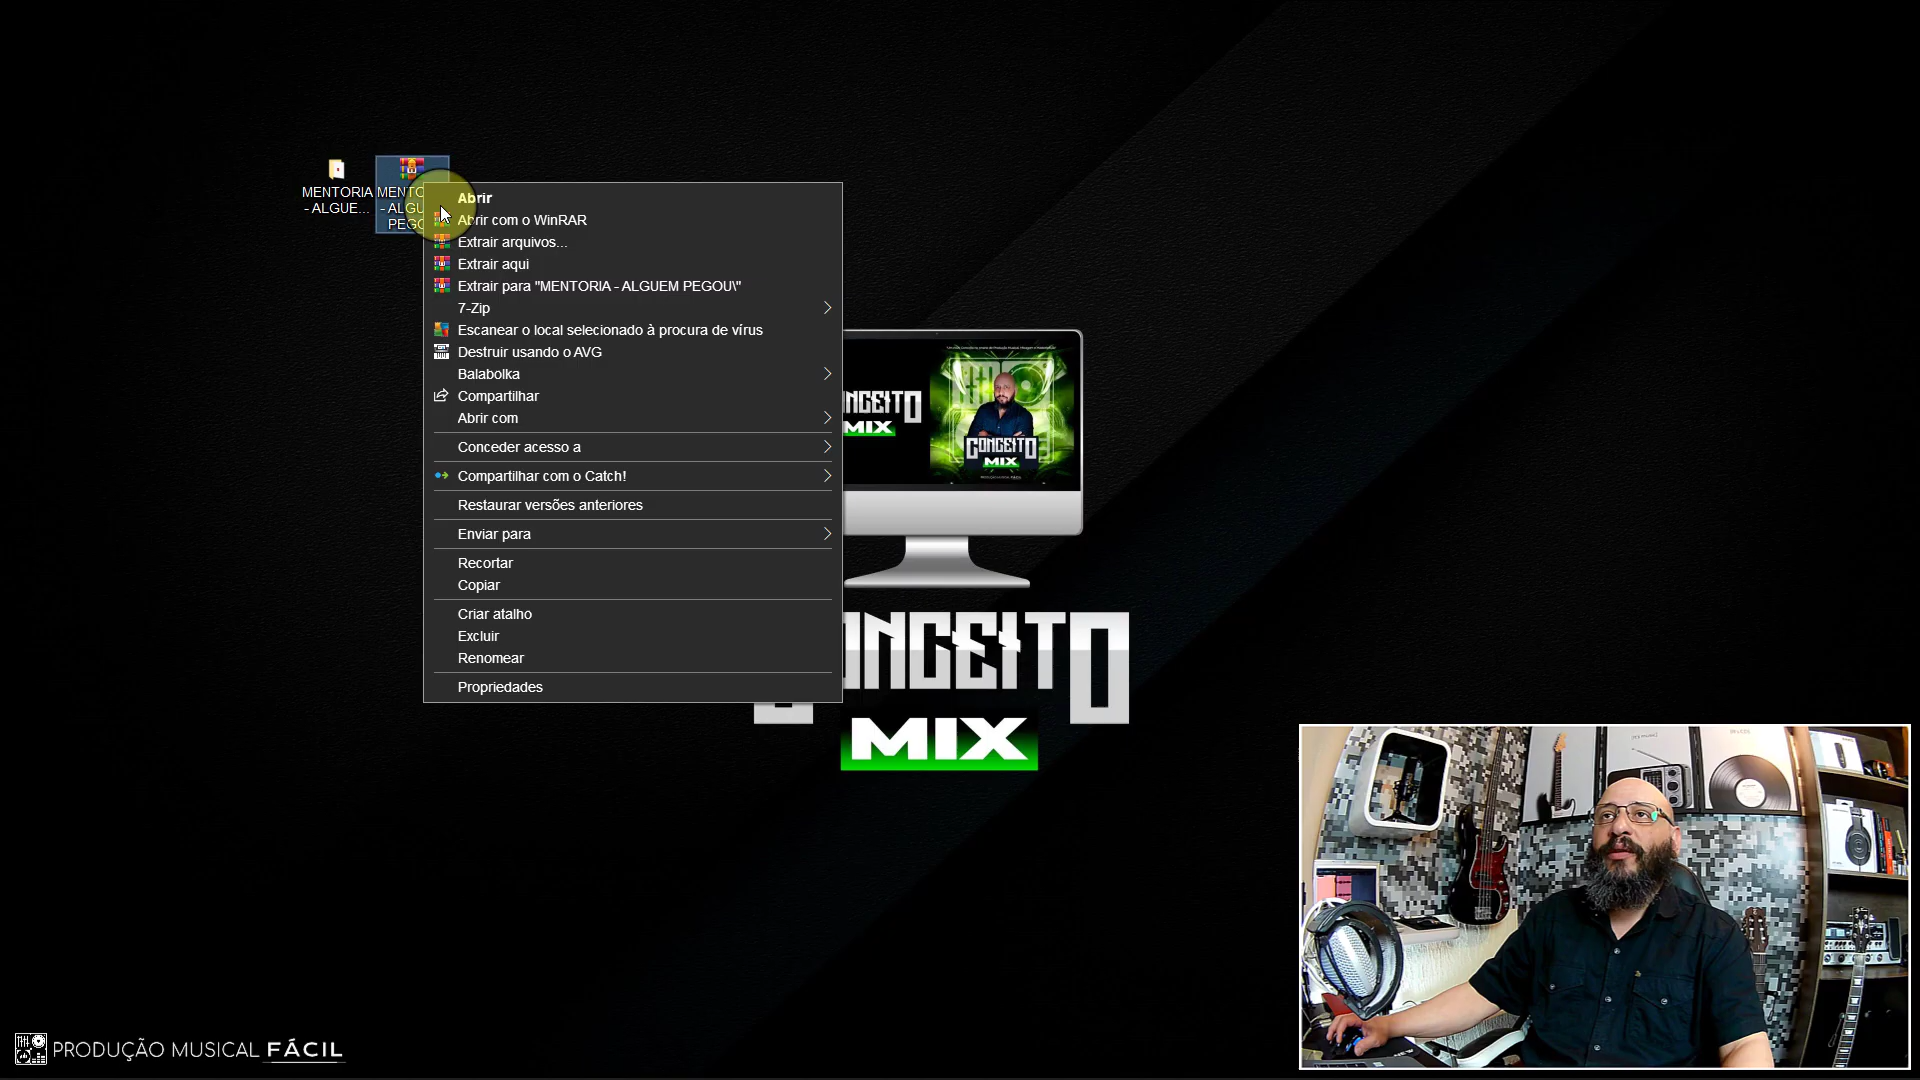 MENTORIA
- ALGUE...
MENTO
- ALGU
PEGO
Abrir
Abrir com o WinRAR
Extrair arquivos...
Extrair aqui
Extrair para "MENTORIA - ALGUEM PEGOU\"
7-Zip
Escanear o local selecionado à procura de vírus
Destruir usando o AVG
Balabolka
Compartilhar
Abrir com
Conceder acesso a
Compartilhar com o Catch!
Restaurar versões anteriores
Enviar para
Recortar
Copiar
Criar atalho
Excluir
Renomear
Propriedades
NCEITO
MIX
CONCEITO
MIX
ONCEITO
MIX
PRODUÇÃO MUSICAL FÁCIL